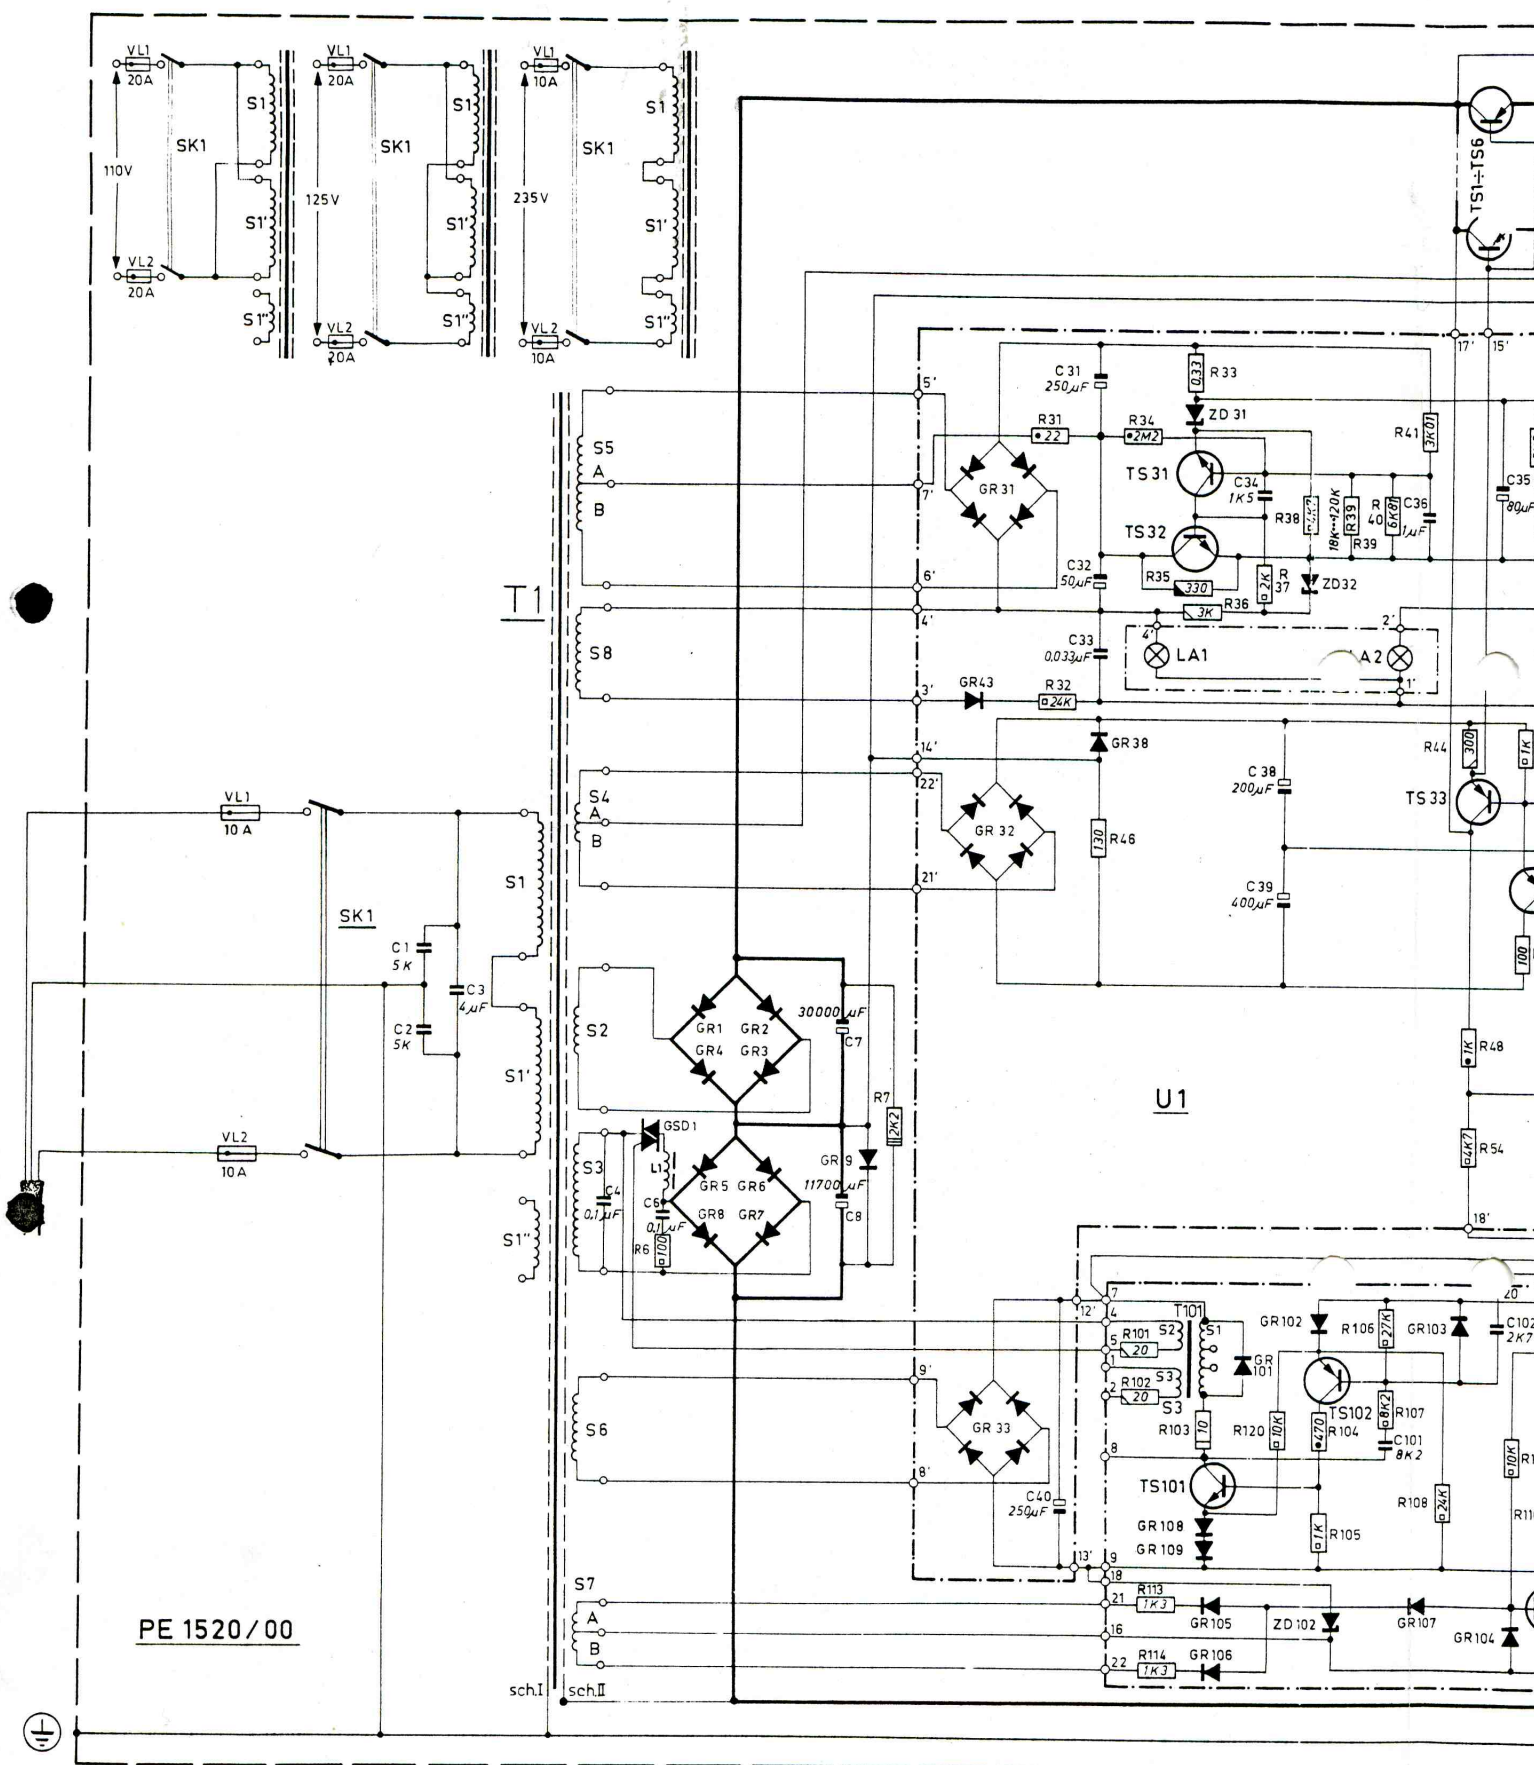 VL1
20A
S1
SK1
110V
S1'
VL2
20A
S1"
VL1
20A
S1
SK1
125V
S1'
S1"
VL2
20A
VL1
10A
S1
SK1
235V
S1'
S1"
VL2
10A
TS1÷TS6
17'
15'
5'
C31
250µF
0,33
R33
ZD 31
R31
22
R34
2M2
R41
3K01
S5
A
B
7'
GR31
TS31
C34
1K5
R38
18K···120K
R39
R39
R
40
6K81
C36
1µF
C35
80µF
TS32
C32
50µF
R35
330
R
37
2K
ZD32
6'
T1
4'
R36
3K
2'
S8
C33
0,033µF
4'
LA1
A2
1'
3'
GR43
R32
24K
14'
GR38
R44
300
1K
22'
C38
200µF
TS33
VL1
10A
S4
A
B
GR 32
130
R46
21'
S1
C39
400µF
SK1
100
C1
5K
C3
4µF
C2
5K
S2
GR1
GR2
GR4
GR3
30000µF
C7
1K
R48
S1'
R7
2K2
U1
GSD1
VL2
10A
S3
L1
GR5
GR6
GR8
GR7
C4
0,1µF
C6
0,1µF
11700µF
C8
R6
100
4K7
R54
S1"
18'
7
20
12'
4
T101
S2
S1
GR102
R106
27K
GR103
C102
2K7
5
R101
20
1
S3
GR
101
9'
2
R102
20
S3
TS102
8K2
R107
S6
GR 33
R103
10
R120
10K
470
R104
C101
8K2
10K
8
8'
TS101
C40
250µF
R108
24K
GR108
GR109
1K
R105
13'
9
18
S7
A
B
21
R113
1K3
GR105
ZD102
GR107
GR104
16
22
R114
1K3
GR106
PE 1520/00
sch.I
sch.II